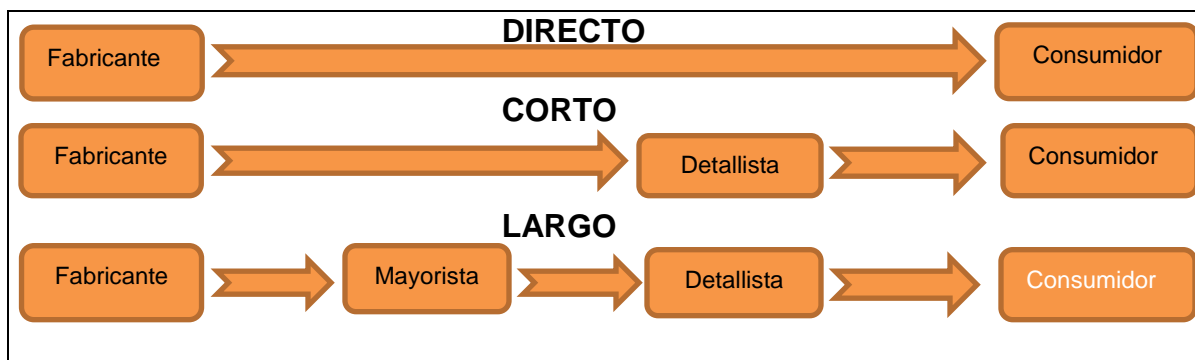 DIRECTO
Fabricante
Consumidor
CORTO
Fabricante
Detallista
Consumidor
LARGO
Fabricante
Mayorista
Detallista
Consumidor